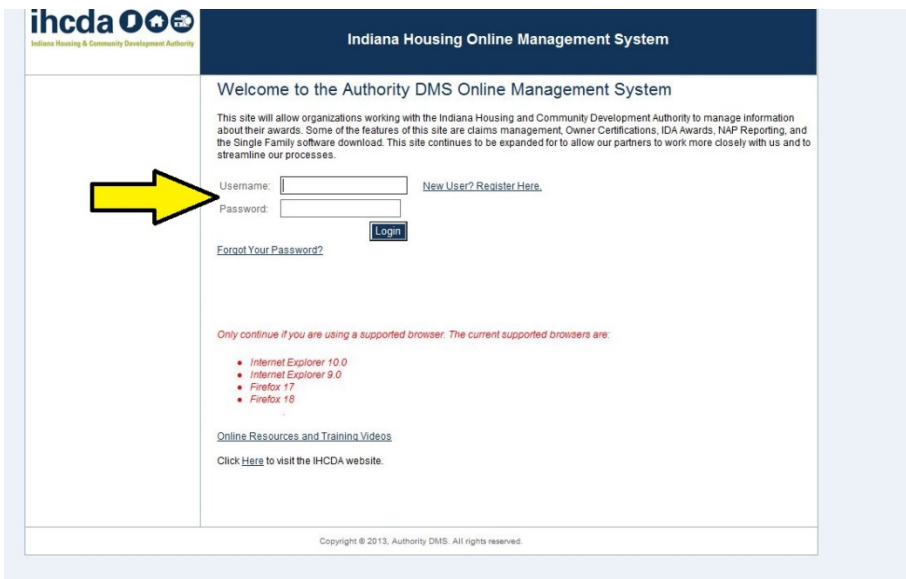 ihcda
Indiana Housing & Community Development Authority
Indiana Housing Online Management System
Welcome to the Authority DMS Online Management System
This site will allow organizations working with the Indiana Housing and Community Development Authority to manage information
about their awards. Some of the features of this site are claims management, Owner Certifications, IDA Awards, NAP Reporting, and
the Single Family software download. This site continues to be expanded for to allow our partners to work more closely with us and to
streamline our processes.
Username:
New User? Register Here.
Password:
Login
Forgot Your Password?
Only continue if you are using a supported browser. The current supported browsers are:
• Internet Explorer 10.0
• Internet Explorer 9.0
• Firefox 17
• Firefox 18
Online Resources and Training Videos
Click Here to visit the IHCDA website.
Copyright © 2013, Authority DMS. All rights reserved.